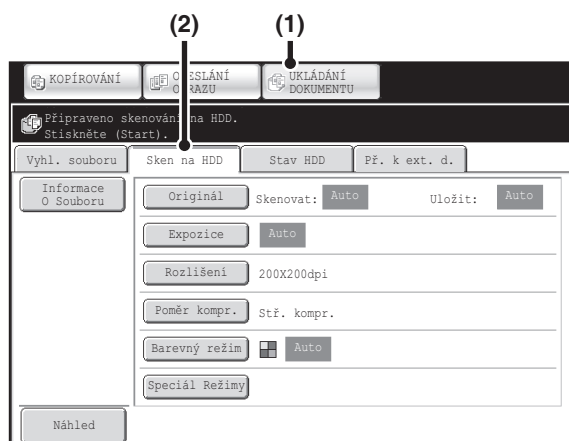 (2) (1)
KOPÍROVÁNÍ
ODESLÁNÍ
OBRAZU
UKLÁDÁNÍ
DOKUMENTU
Připraveno skenování na HDD.
Stiskněte (Start).
Vyhl. souboru Sken na HDD Stav HDD Př. k ext. d.
Informace
O Souboru
Originál Skenovat: Auto Uložit: Auto
Expozice Auto
Rozlišení 200X200dpi
Poměr kompr. Stř. kompr.
Barevný režim Auto
Speciál Režimy
Náhled